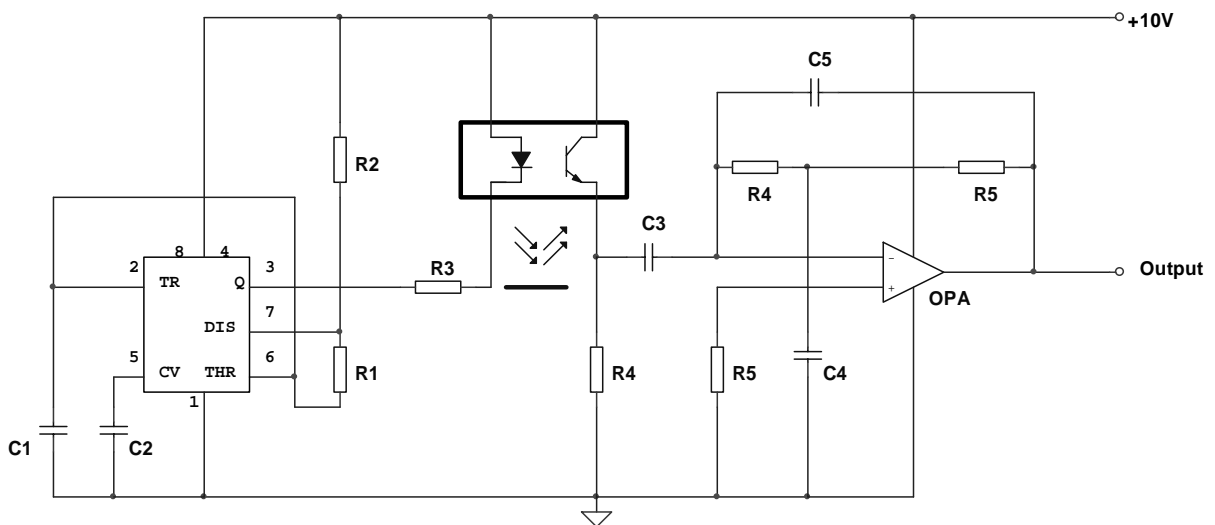 +10V
C5
R2
R4
R5
C3
8 4
2
3
TR
Q
R3
Output
OPA
-
+
7
DIS
5
6
CV
THR
R1
R4
R5
C4
1
C1
C2